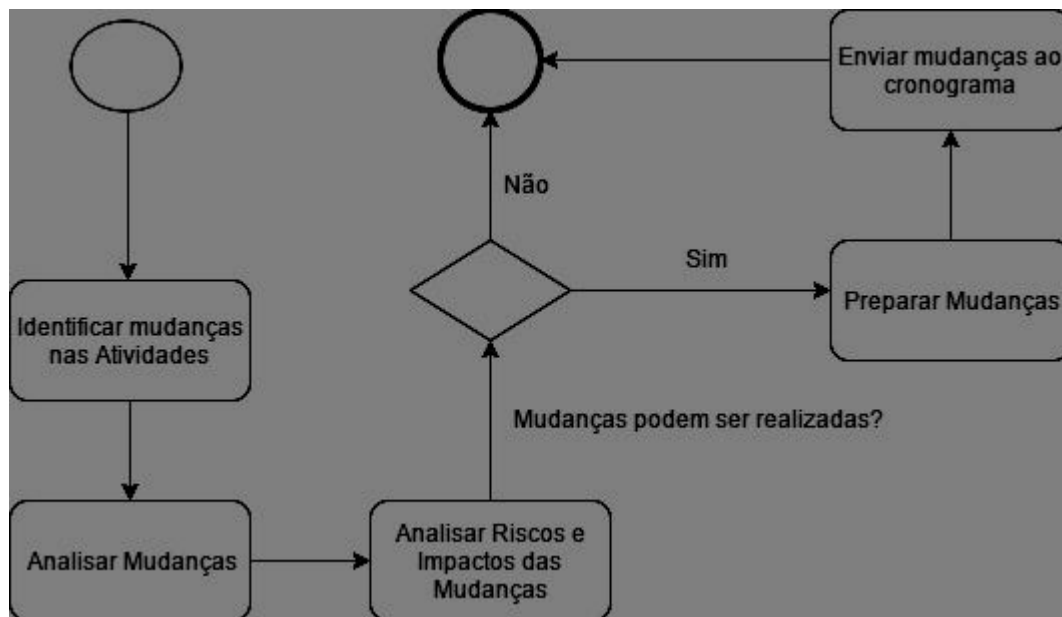 Enviar mudanças ao
cronograma
Não
Sim
Preparar Mudanças
Identificar mudanças
nas Atividades
Mudanças podem ser realizadas?
Analisar Mudanças
Analisar Riscos e
Impactos das
Mudanças